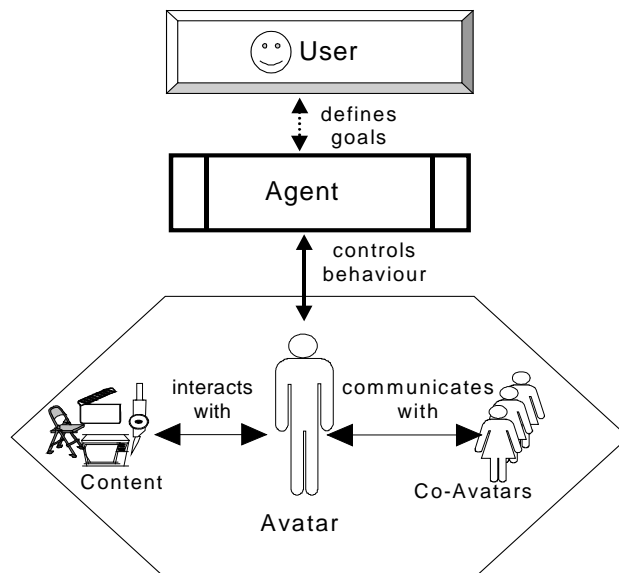 User
defines
goals
Agent
controls
behaviour
interacts
with
communicates
with
Content
Co-Avatars
Avatar